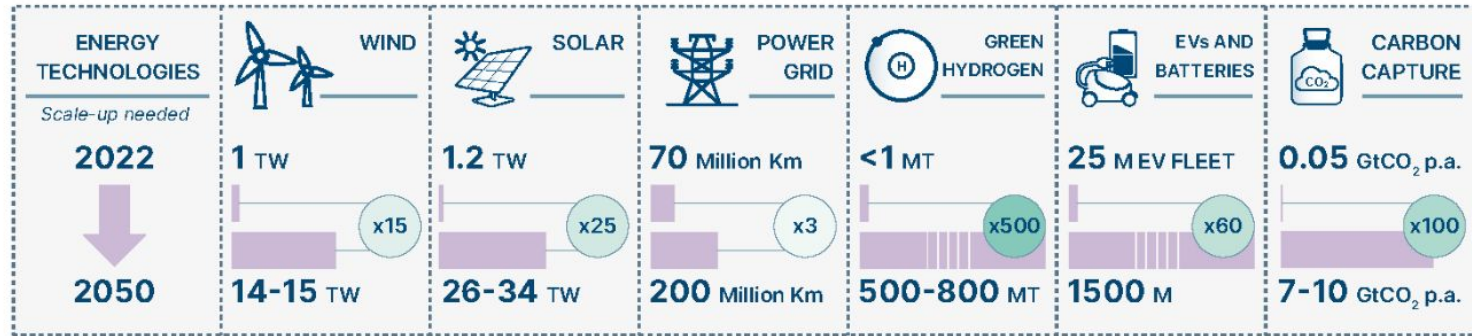 ENERGY
TECHNOLOGIES
Scale-up needed
2022
2050
WIND
1 TW
x15
14-15 TW
SOLAR
1.2 TW
x25
26-34 TW
POWER
GRID
70 Million Km
x3
200 Million Km
H
GREEN
HYDROGEN
<1 MT
x500
500-800 MT
EVs AND
BATTERIES
25 M EV FLEET
x60
1500 M
CO₂
CARBON
CAPTURE
0.05 GtCO₂ p.a.
x100
7-10 GtCO₂ p.a.